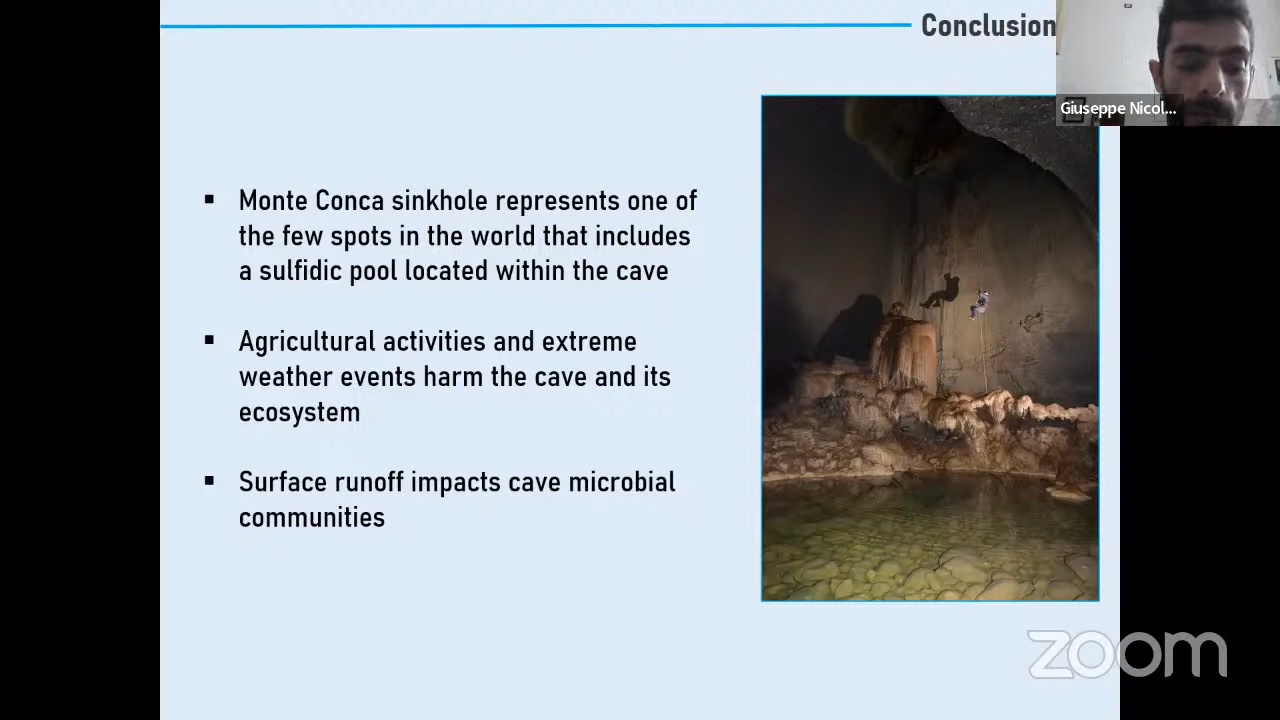 Conclusion
Giuseppe Nicol...
▪ Monte Conca sinkhole represents one of
the few spots in the world that includes
a sulfidic pool located within the cave
▪ Agricultural activities and extreme
weather events harm the cave and its
ecosystem
▪ Surface runoff impacts cave microbial
communities
zoom